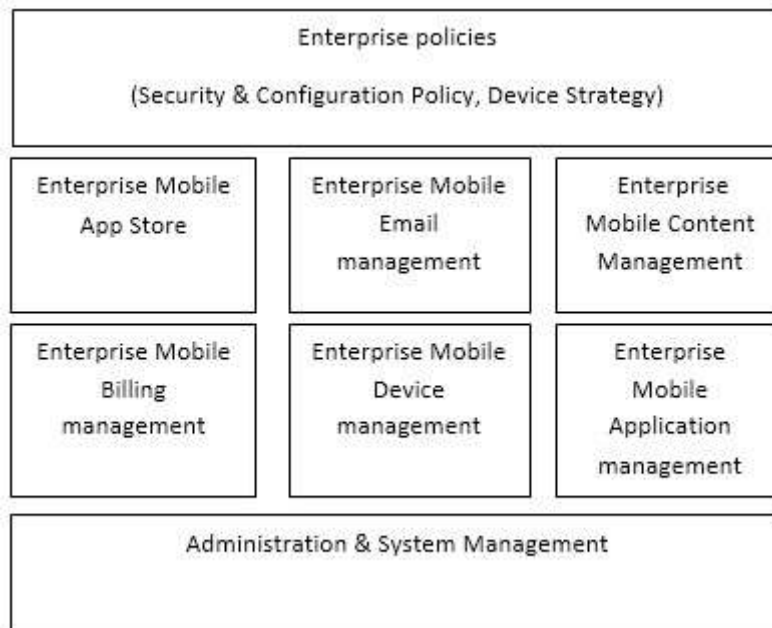 Enterprise policies
(Security & Configuration Policy, Device Strategy)
Enterprise Mobile
App Store
Enterprise Mobile
Email
management
Enterprise
Mobile Content
Management
Enterprise Mobile
Billing
management
Enterprise Mobile
Device
management
Enterprise
Mobile
Application
management
Administration & System Management